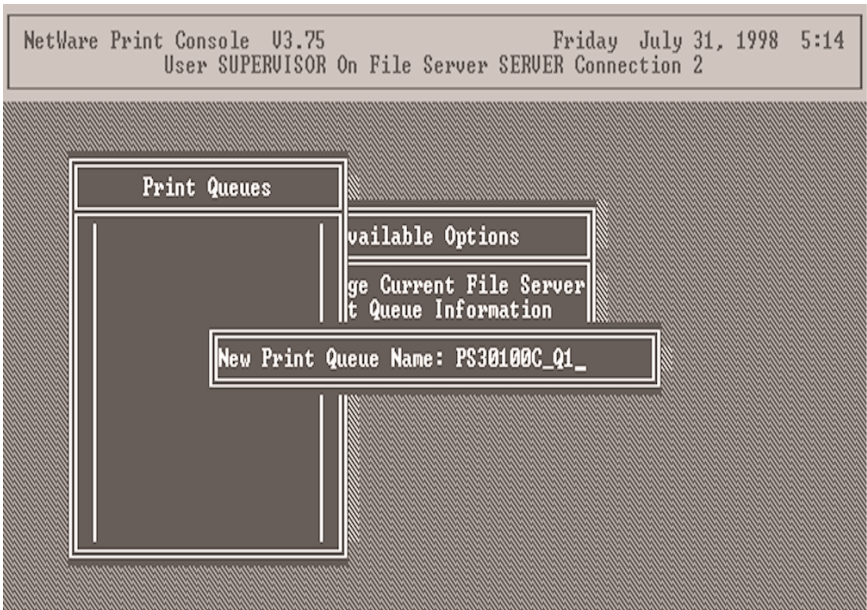 NetWare Print Console V3.75 Friday July 31, 1998 5:14
User SUPERVISOR On File Server SERVER Connection 2
Print Queues
vailable Options
ge Current File Server
t Queue Information
New Print Queue Name: PS30100C_Q1_